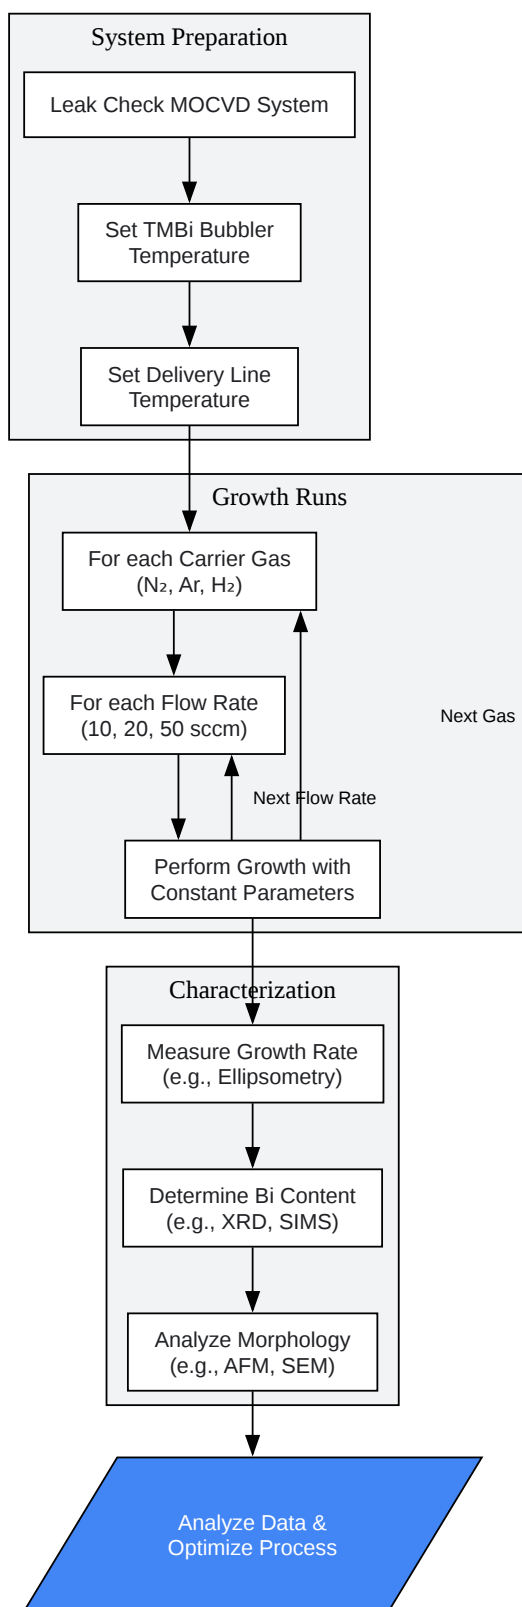 System Preparation
Leak Check MOCVD System
Set TMBi Bubbler
Temperature
Set Delivery Line
Temperature
Growth Runs
For each Carrier Gas
(N₂, Ar, H₂)
For each Flow Rate
(10, 20, 50 sccm)
Next Gas
Next Flow Rate
Perform Growth with
Constant Parameters
Characterization
Measure Growth Rate
(e.g., Ellipsometry)
Determine Bi Content
(e.g., XRD, SIMS)
Analyze Morphology
(e.g., AFM, SEM)
Analyze Data &
Optimize Process